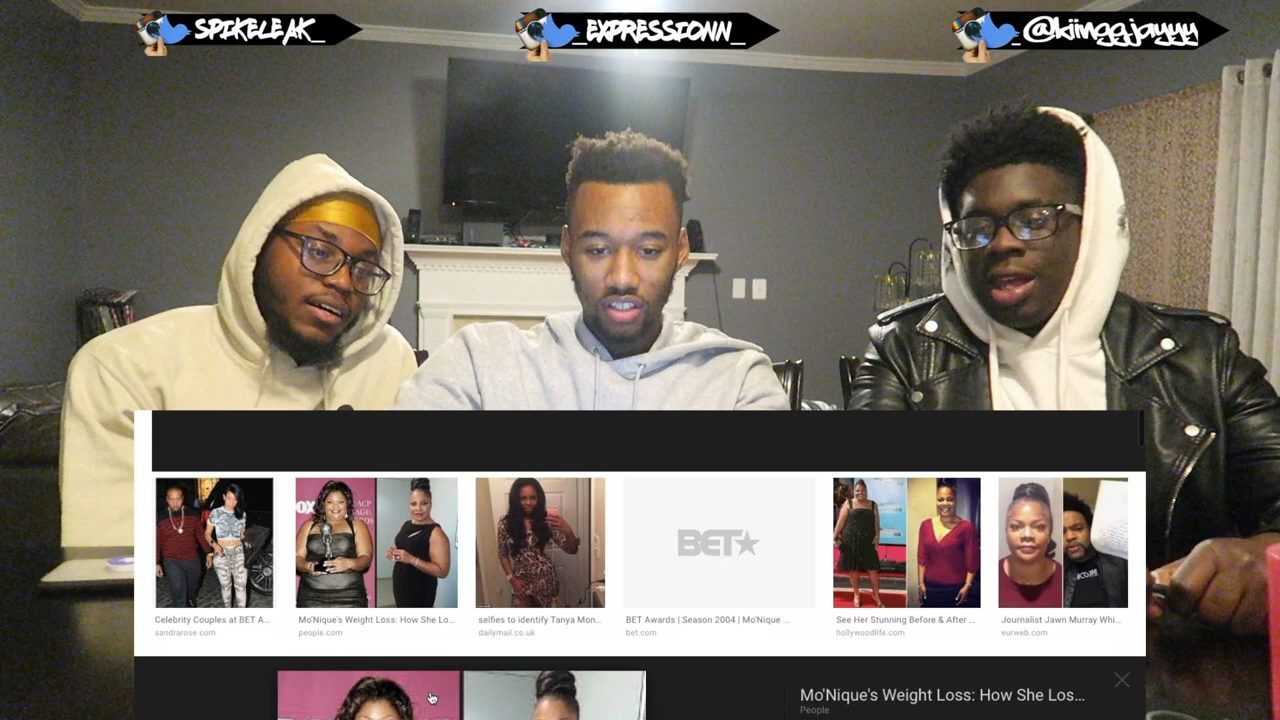 SPIKELEAK_
_EXPRESSIONN_
_@kiinggjayyy
Celebrity Couples at BET A...
sandrarose.com
Mo'Nique's Weight Loss: How She Lo...
people.com
selfies to identify Tanya Mon...
dailymail.co.uk
BET
BET Awards | Season 2004 | Mo'Nique ...
bet.com
See Her Stunning Before & After ...
hollywoodlife.com
Journalist Jawn Murray Whi...
eurweb.com
Mo'Nique's Weight Loss: How She Los...
People